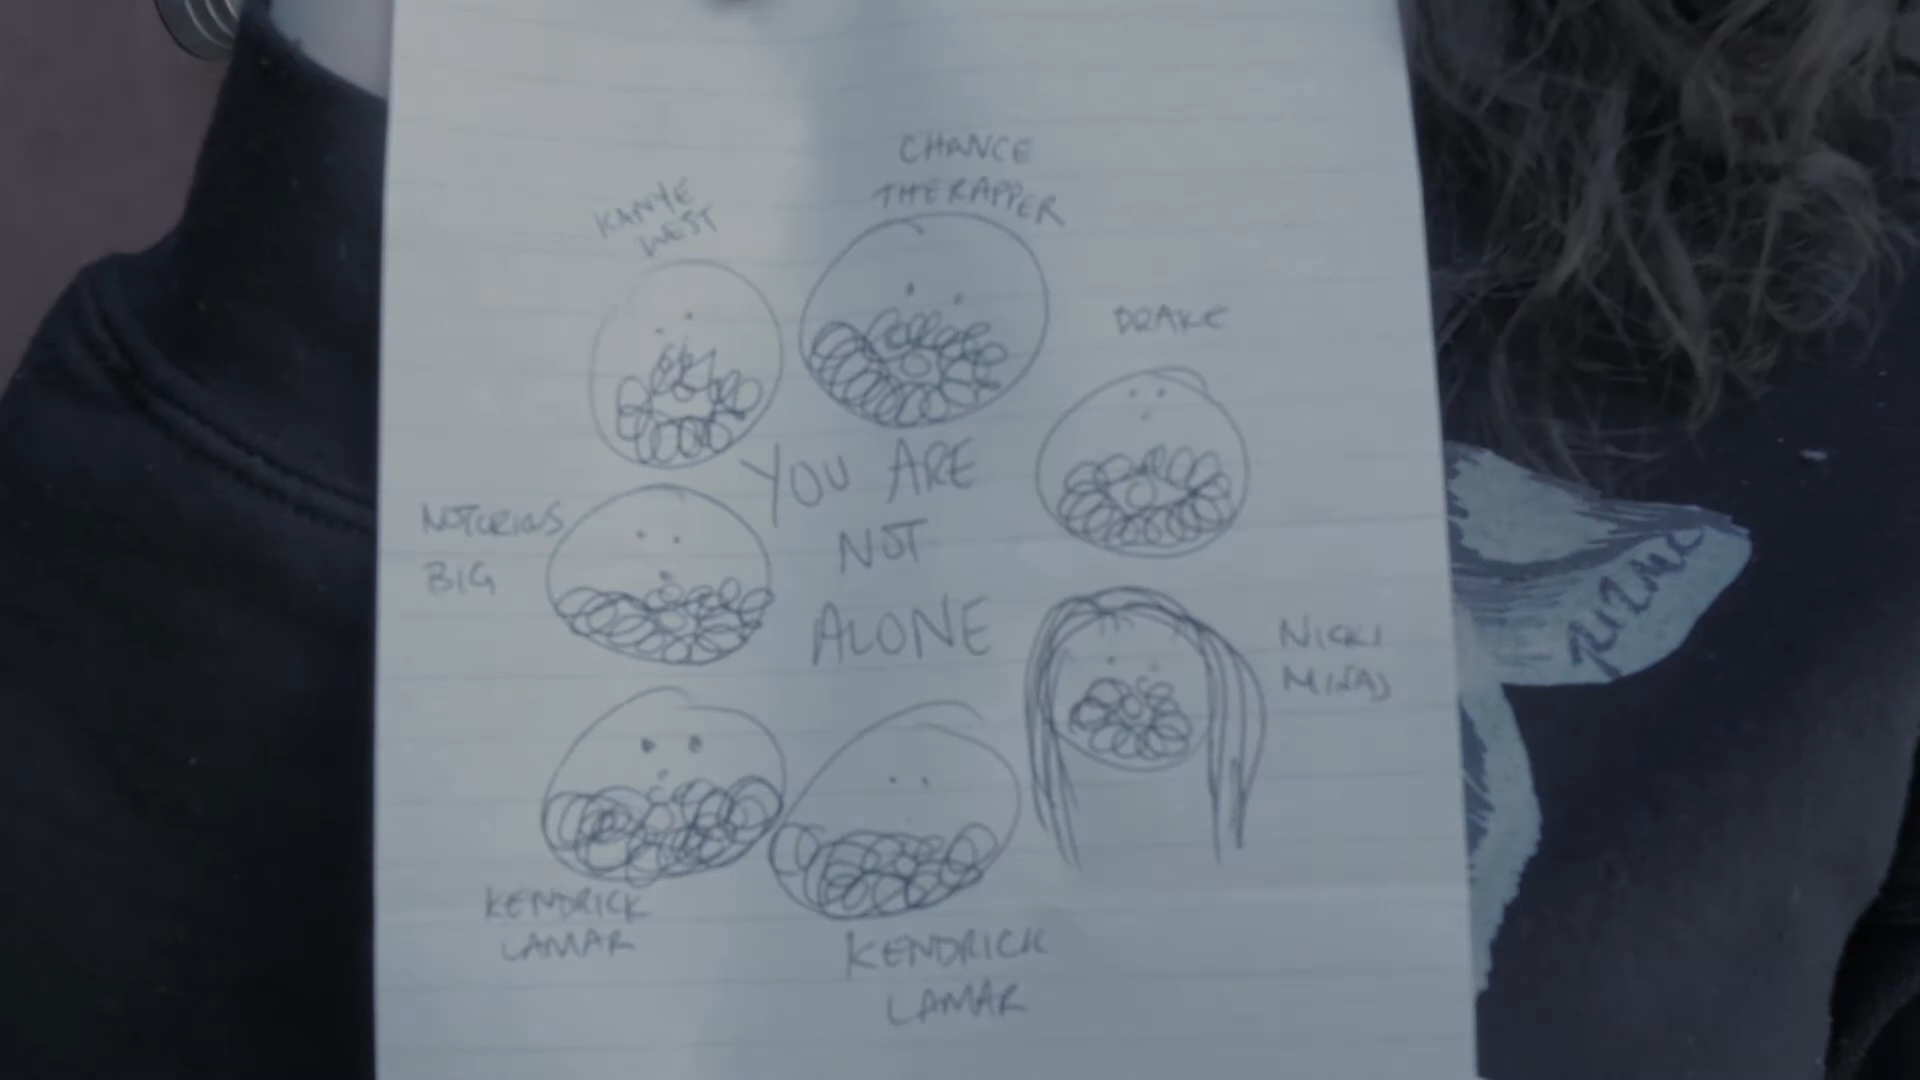 CHANCE
THE RAPPER
KANYE
WEST
DRAKE
YOU ARE
NOT
ALONE
NOTORIOUS
BIG
NICKI
MINAJ
KENDRICK
LAMAR
KENDRICK
LAMAR